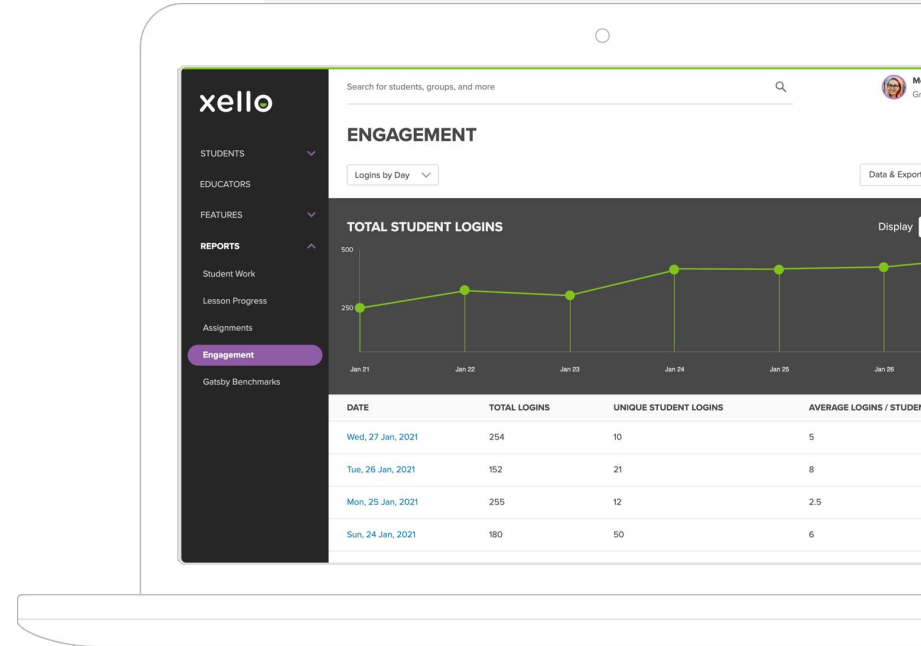 xello
Search for students, groups, and more
ENGAGEMENT
STUDENTS
EDUCATORS
FEATURES
REPORTS
Student Work
Lesson Progress
Assignments
Engagement
Gatsby Benchmarks
Logins by Day
Data & Export
TOTAL STUDENT LOGINS
Display
500
250
Jan 21 Jan 22 Jan 23 Jan 24 Jan 25 Jan 26
DATE TOTAL LOGINS UNIQUE STUDENT LOGINS AVERAGE LOGINS /
Wed, 27 Jan, 2021 254 10 5
Tue, 26 Jan, 2021 152 21 8
Mon, 25 Jan, 2021 255 12 2.5
Sun, 24 Jan, 2021 180 50 6